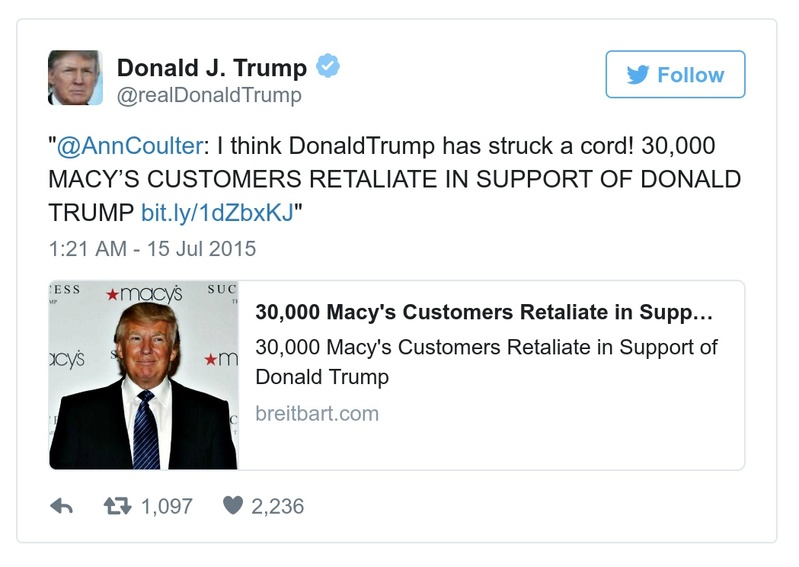 Donald J. Trump
@realDonaldTrump
Follow
"@AnnCoulter: I think DonaldTrump has struck a cord! 30,000
MACY’S CUSTOMERS RETALIATE IN SUPPORT OF DONALD
TRUMP bit.ly/1dZbxKJ"
1:21 AM - 15 Jul 2015
ESS
★macy's
SUC
acy's
S
★m
30,000 Macy's Customers Retaliate in Supp...
30,000 Macy's Customers Retaliate in Support of
Donald Trump
breitbart.com
1,097
2,236